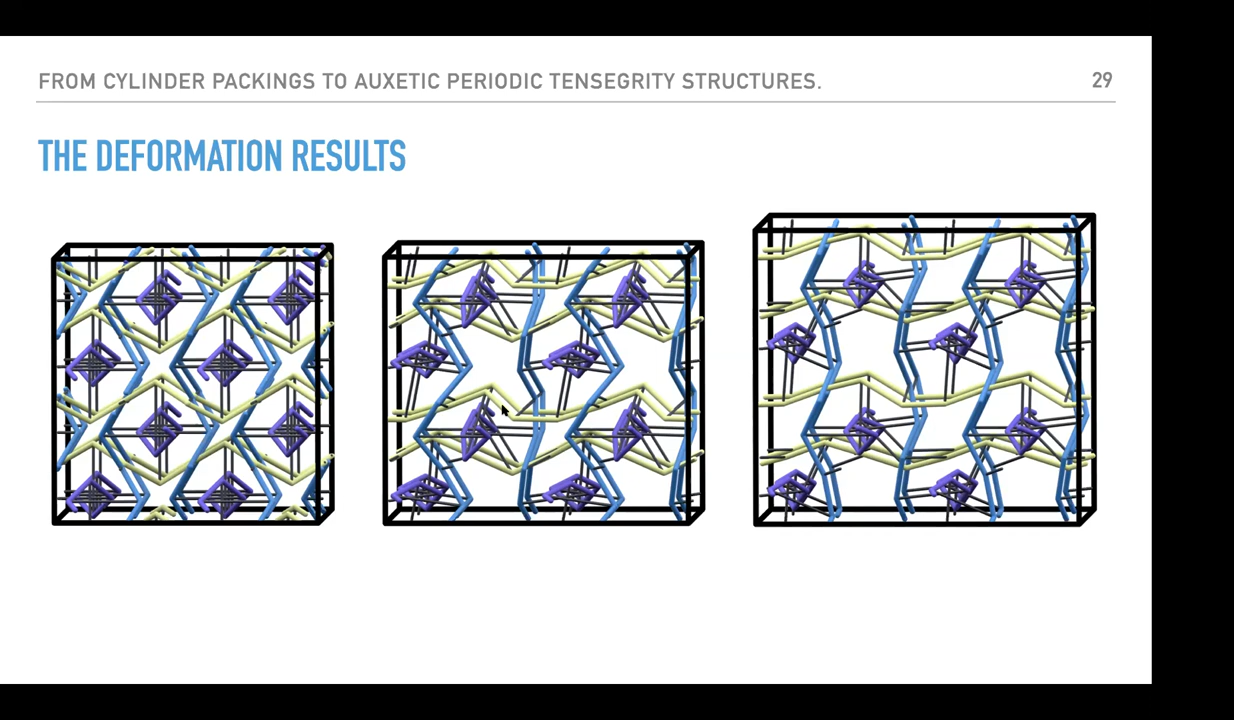 FROM CYLINDER PACKINGS TO AUXETIC PERIODIC TENSEGRITY STRUCTURES.
29
THE DEFORMATION RESULTS